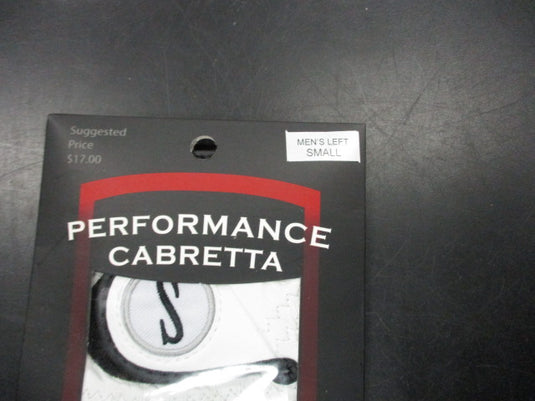 Suggested
Price
$17.00
MEN'S LEFT
SMALL
PERFORMANCE
CABRETTA
S